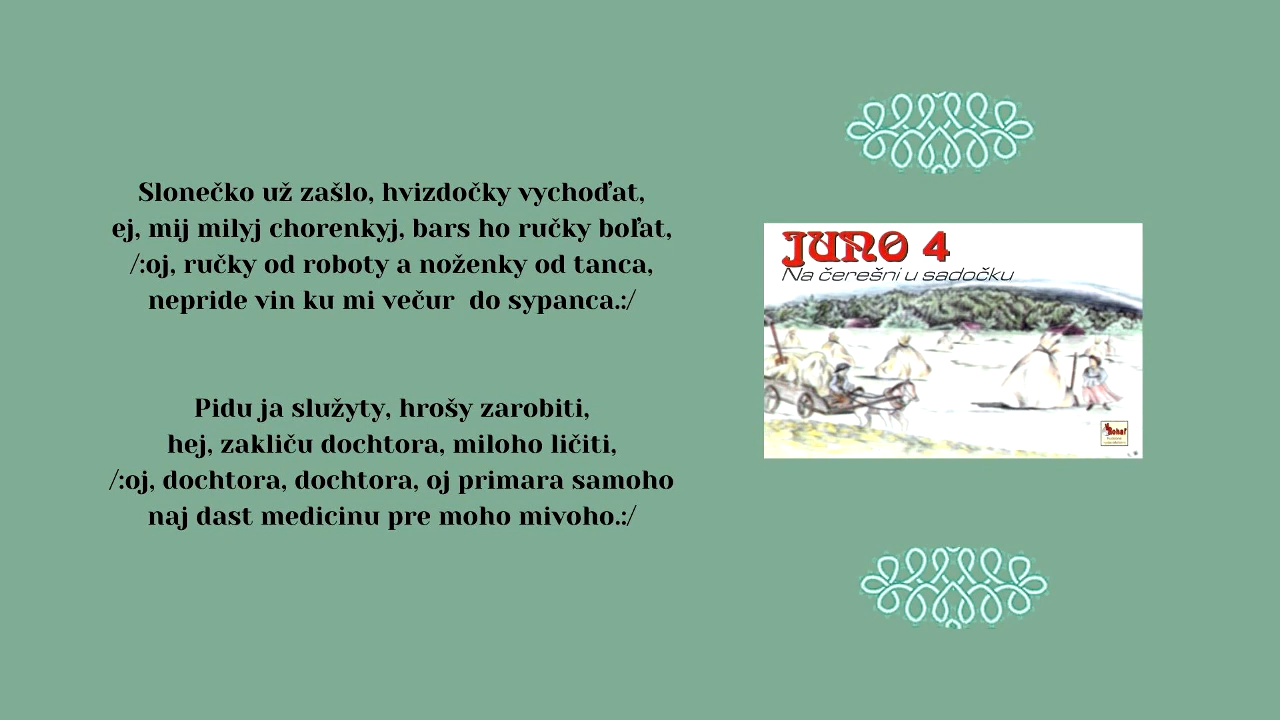 Slonečko už zašlo, hvizdočky vychoďat,
ej, mij milyj chorenkyj, bars ho ručky boľat,
/:oj, ručky od roboty a noženky od tanca,
nepride vin ku mi večur do sypanca.:/
Pidu ja služyty, hrošy zarobiti,
hej, zakliču dochtora, miloho ličiti,
/:oj, dochtora, dochtora, oj primara samoho
naj dast medicinu pre moho mivoho.:/
JUNO 4
Na čerešni u sadočku